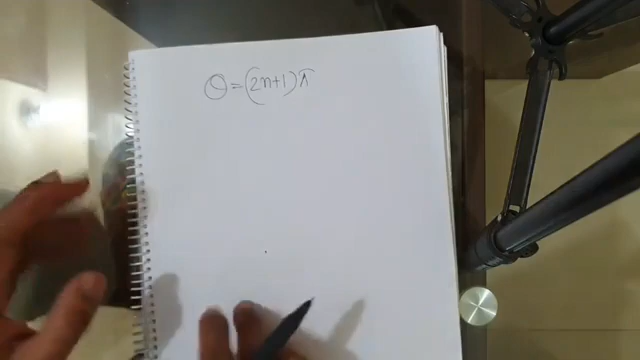 θ = (2n+1) π